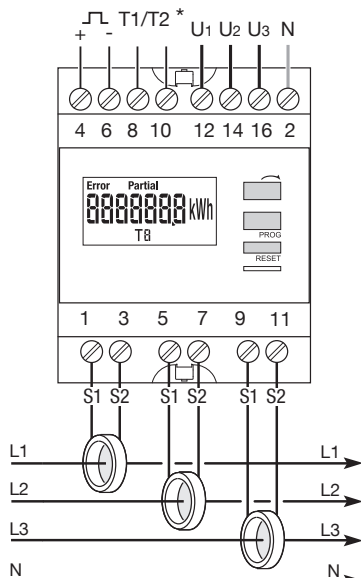 T1/T2 *
+ - U1 U2 U3 N
4 6 8 10 12 14 16 2
Error Partial
8888888 kWh
T8
PROG
RESET
1 3 5 7 9 11
S1 S2 S1 S2 S1 S2
L1 L1
L2 L2
L3 L3
N N